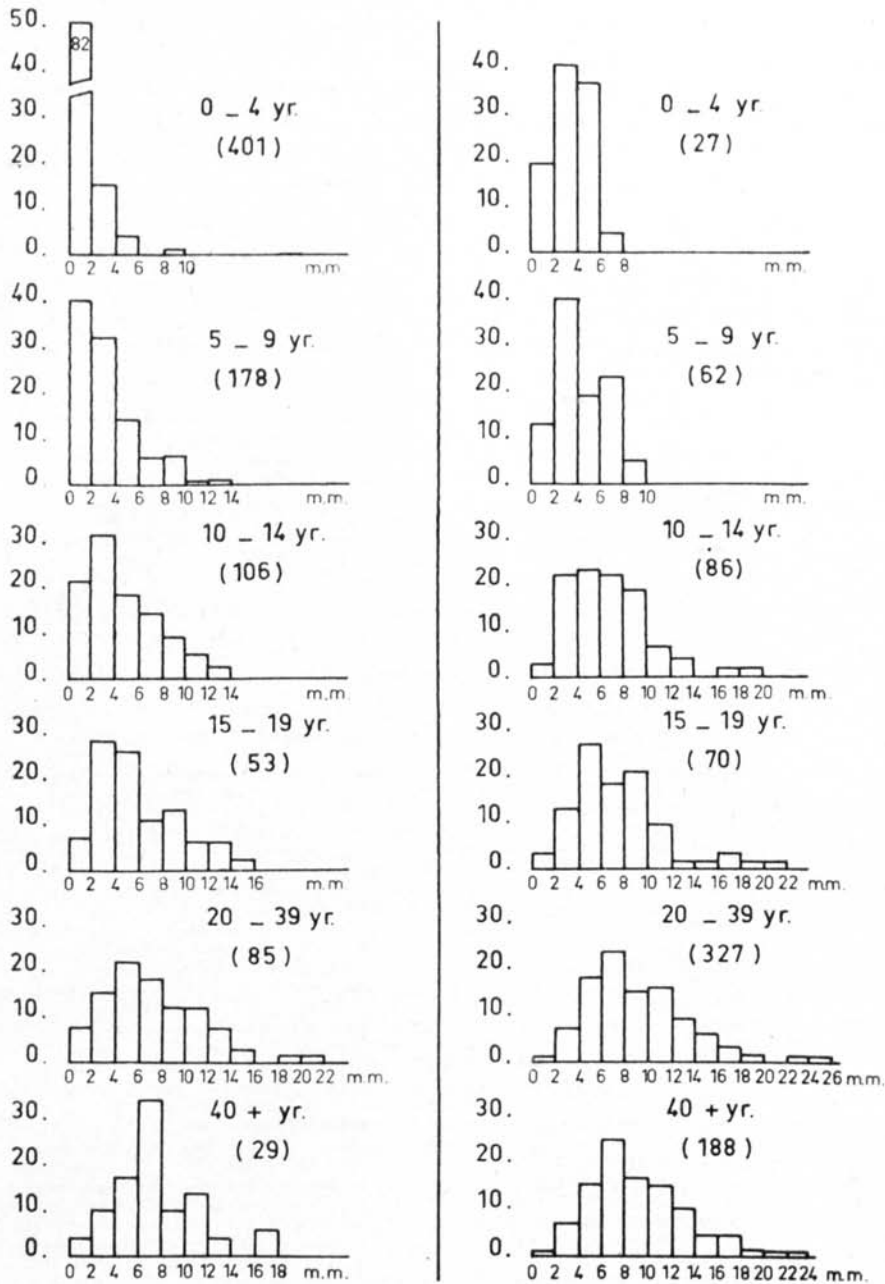 50.
82
40.
30.
20.
10.
0.
0 _ 4 yr.
(401)
0 2 4 6 8 10 m.m.
40.
30.
20.
10.
0.
5 _ 9 yr.
(178)
0 2 4 6 8 10 12 14 m.m.
30.
20.
10.
0.
10 _ 14 yr.
(106)
0 2 4 6 8 10 12 14 m.m.
30.
20.
10.
0.
15 _ 19 yr.
(53)
0 2 4 6 8 10 12 14 16 m.m.
30.
20.
10.
0.
20 _ 39 yr.
(85)
0 2 4 6 8 10 12 14 16 18 20 22 m.m.
30.
20.
10.
0
40 + yr.
(29)
0 2 4 6 8 10 12 14 16 18 m.m.
40.
30.
20.
10.
0.
0 _ 4 yr.
(27)
0 2 4 6 8 m.m.
40.
30.
20.
10.
0.
5 _ 9 yr.
(62)
0 2 4 6 8 10 m.m.
30.
20.
10.
0.
10 _ 14 yr.
(86)
0 2 4 6 8 10 12 14 16 18 20 m.m.
30.
20.
10.
0.
15 _ 19 yr.
(70)
0 2 4 6 8 10 12 14 16 18 20 22 m.m.
30.
20.
10.
0.
20 _ 39 yr.
(327)
0 2 4 6 8 10 12 14 16 18 20 22 24 26 m.m.
30.
20.
10.
0.
40 + yr.
(188)
0 2 4 6 8 10 12 14 16 18 20 22 24 m.m.